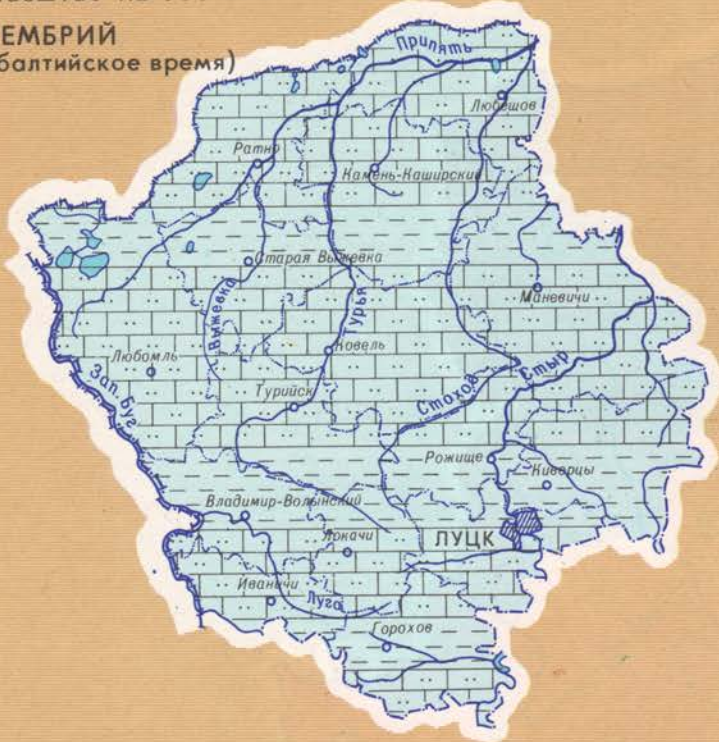 ЕМБРИЙ
балтийское время)
Припять
Любешов
Ратно
Камень-Каширский
Старая Выжевка
Выжевка
Турья
Маневичи
Любомль
Ковель
Зап. Буг
Турийск
Стоход
Стыр
Рожище
Киверцы
Владимир-Волынский
Локачи
ЛУЦК
Иваничи
Луга
Горохов